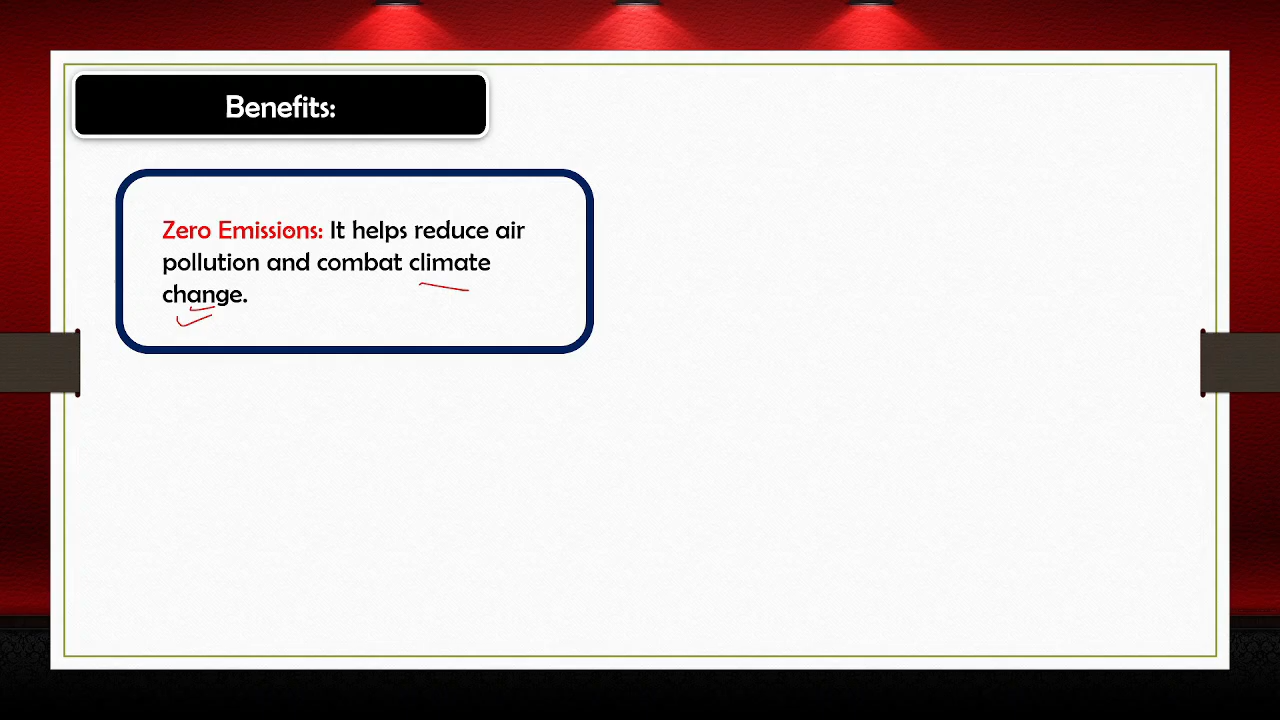 Benefits:
Zero Emissions: It helps reduce air
pollution and combat climate
change.